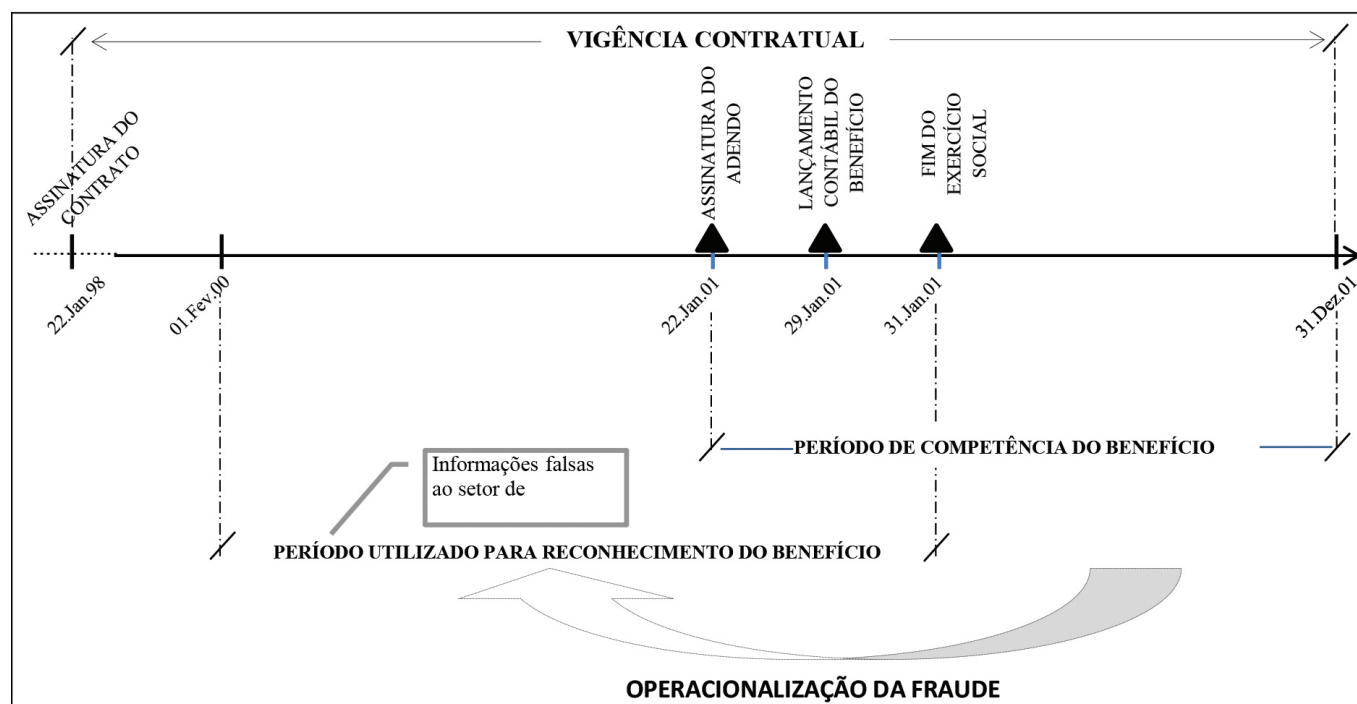 VIGÊNCIA CONTRATUAL
ASSINATURA DO
CONTRATO
ASSINATURA DO
ADENDO
LANÇAMENTO
CONTÁBIL DO
BENEFÍCIO
FIM DO
EXERCÍCIO
SOCIAL
22.Jan.98
01.Fev.00
22.Jan.01
29.Jan.01
31.Jan.01
31.Dez.01
PERÍODO DE COMPETÊNCIA DO BENEFÍCIO
Informações falsas
ao setor de
PERÍODO UTILIZADO PARA RECONHECIMENTO DO BENEFÍCIO
OPERACIONALIZAÇÃO DA FRAUDE